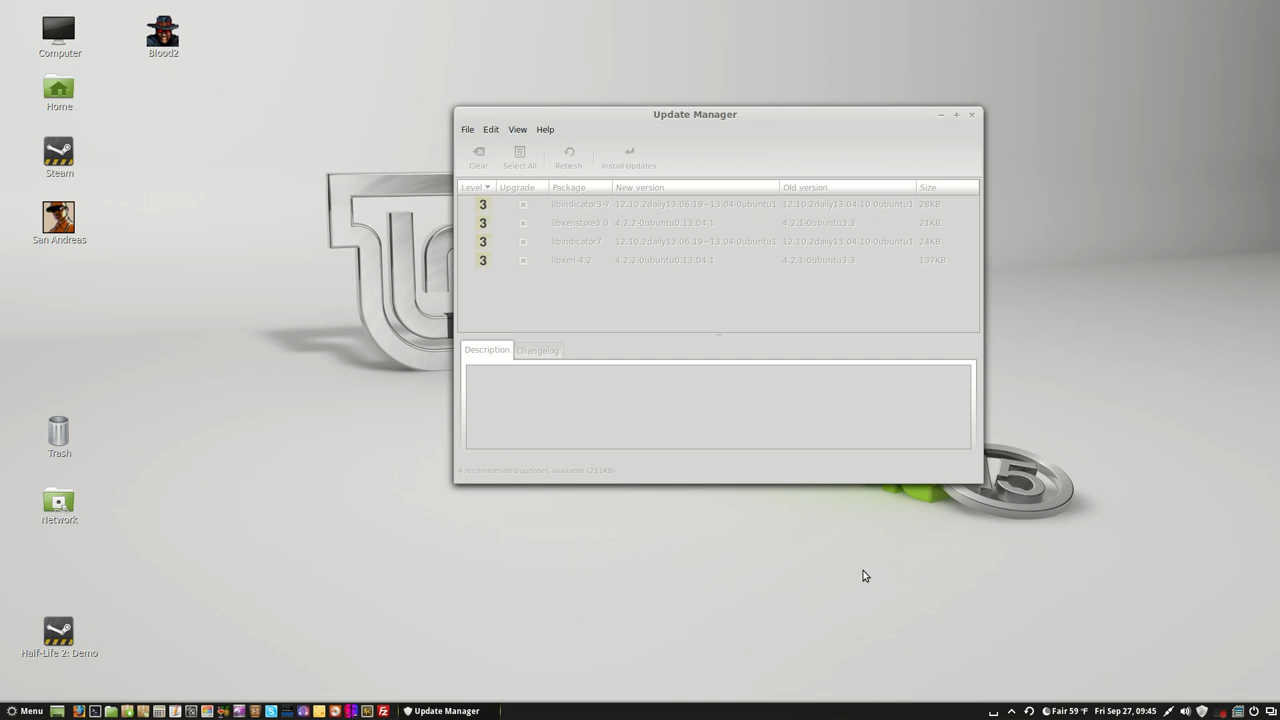 Computer
Blood2
Home
Steam
San Andreas
Trash
Network
Half-Life 2: Demo
Update Manager
File Edit View Help
Clear Select All Refresh Install Updates
Level Upgrade Package New version Old version Size
3 libindicator3-7 12.10.2daily13.06.19~13.04-0ubuntu1 12.10.2daily13.04.10-0ubuntu1 28KB
3 libxenstore3.0 4.2.2-0ubuntu0.13.04.1 4.2.1-0ubuntu3.3 21KB
3 libindicator7 12.10.2daily13.06.19~13.04-0ubuntu1 12.10.2daily13.04.10-0ubuntu1 24KB
3 libxen-4.2 4.2.2-0ubuntu0.13.04.1 4.2.1-0ubuntu3.3 137KB
Description Changelog
4 recommended updates available (211KB)
15
Menu Update Manager Fair 59 °F Fri Sep 27, 09:45